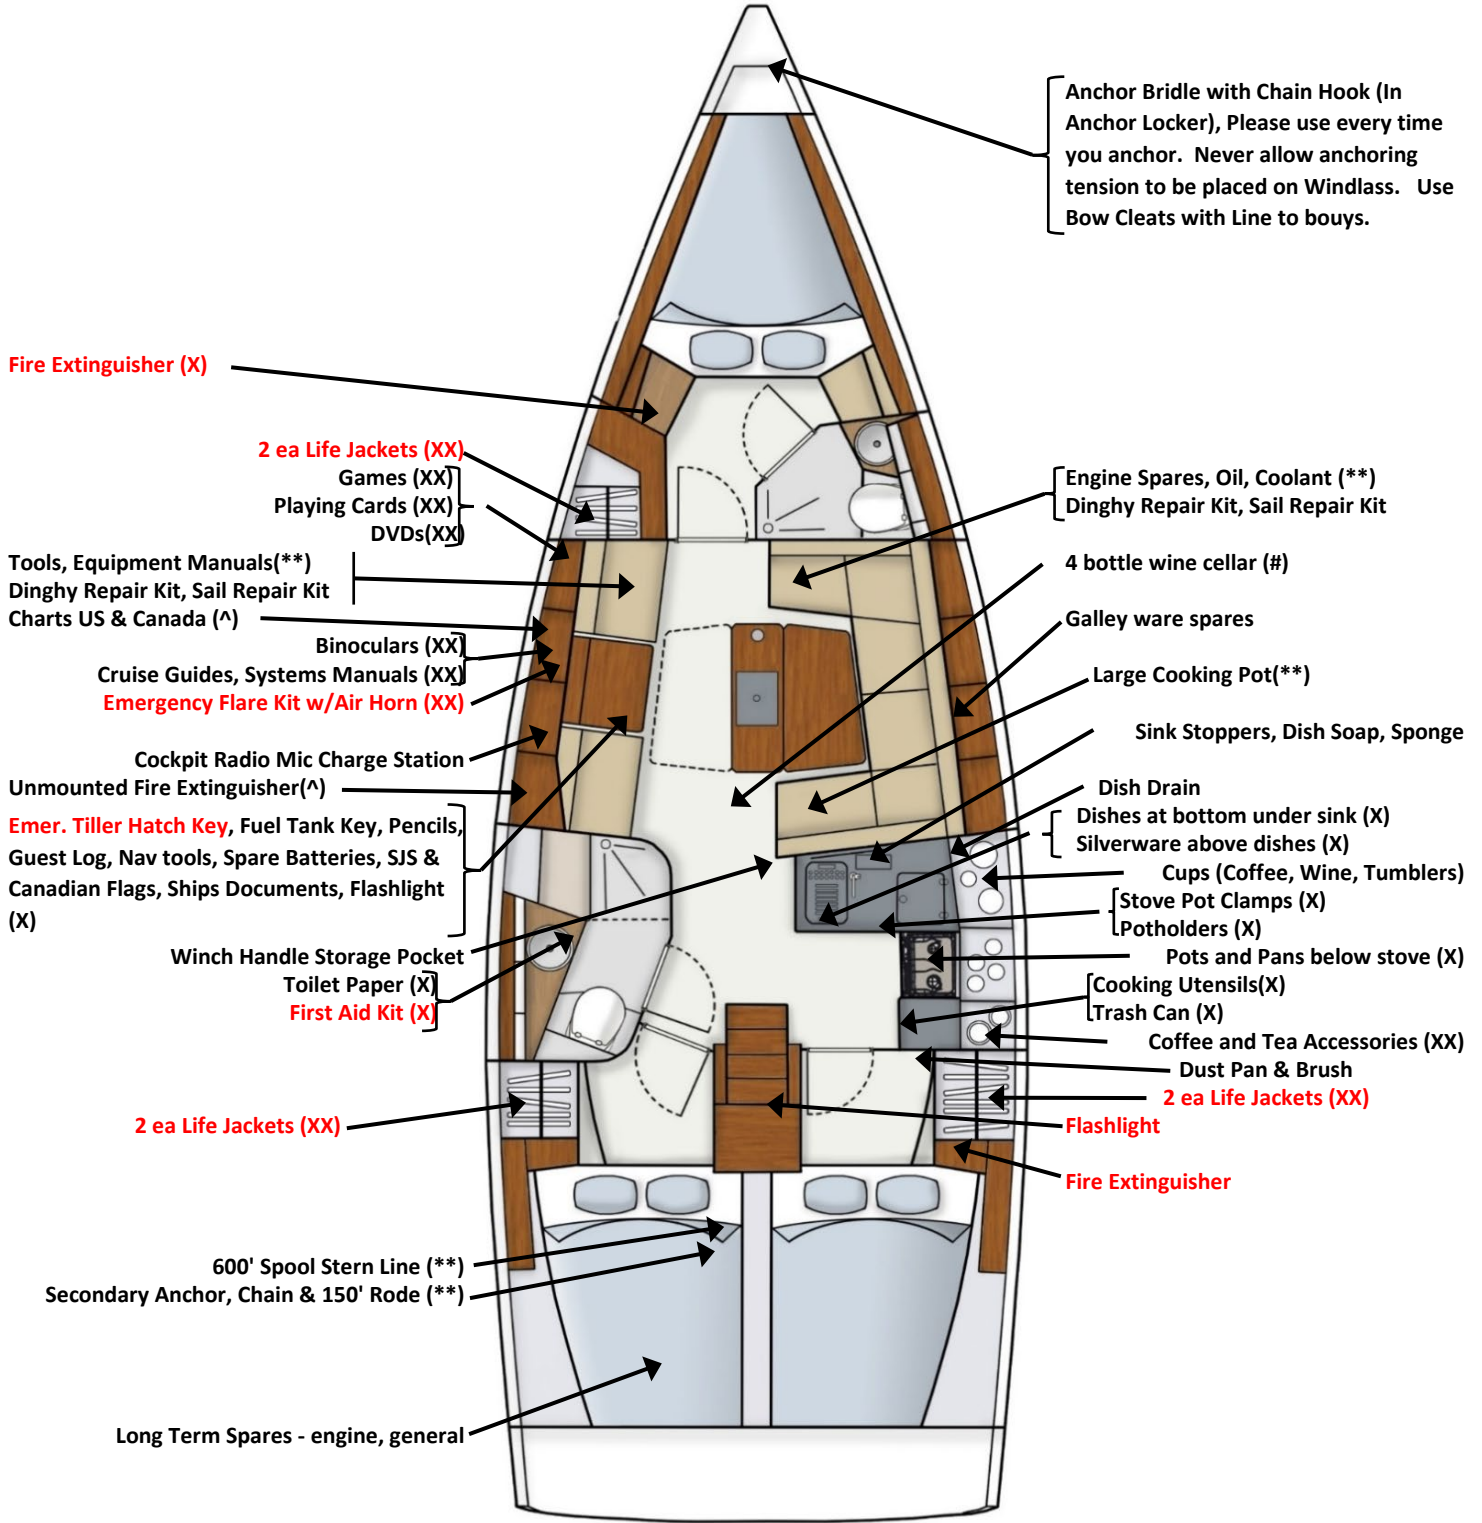 Anchor Bridle with Chain Hook (In
Anchor Locker), Please use every time
you anchor.  Never allow anchoring
tension to be placed on Windlass.   Use
Bow Cleats with Line to bouys.
Fire Extinguisher (X)
2 ea Life Jackets (XX)
Games (XX)
Playing Cards (XX)
DVDs(XX)
Tools, Equipment Manuals(**)
Dinghy Repair Kit, Sail Repair Kit
Charts US & Canada (^)
Binoculars (XX)
Cruise Guides, Systems Manuals (XX)
Emergency Flare Kit w/Air Horn (XX)
Cockpit Radio Mic Charge Station
Unmounted Fire Extinguisher(^)
Emer. Tiller Hatch Key, Fuel Tank Key, Pencils,
Guest Log, Nav tools, Spare Batteries, SJS &
Canadian Flags, Ships Documents, Flashlight
(X)
Winch Handle Storage Pocket
Toilet Paper (X)
First Aid Kit (X)
2 ea Life Jackets (XX)
600' Spool Stern Line (**)
Secondary Anchor, Chain & 150' Rode (**)
Long Term Spares - engine, general
Engine Spares, Oil, Coolant (**)
Dinghy Repair Kit, Sail Repair Kit
4 bottle wine cellar (#)
Galley ware spares
Large Cooking Pot(**)
Sink Stoppers, Dish Soap, Sponge
Dish Drain
Dishes at bottom under sink (X)
Silverware above dishes (X)
Cups (Coffee, Wine, Tumblers)
Stove Pot Clamps (X)
Potholders (X)
Pots and Pans below stove (X)
Cooking Utensils(X)
Trash Can (X)
Coffee and Tea Accessories (XX)
Dust Pan & Brush
2 ea Life Jackets (XX)
Flashlight
Fire Extinguisher